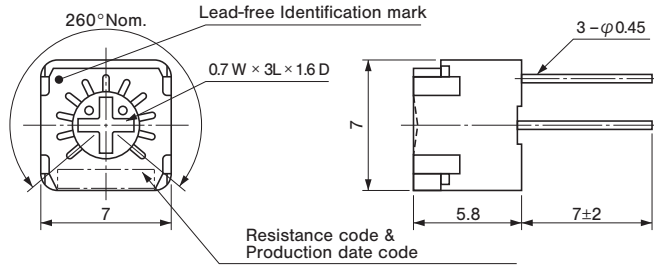 260°Nom.
Lead-free Identification mark
0.7 W × 3L × 1.6 D
7
Resistance code &
Production date code
3 – φ0.45
7
5.8
7±2